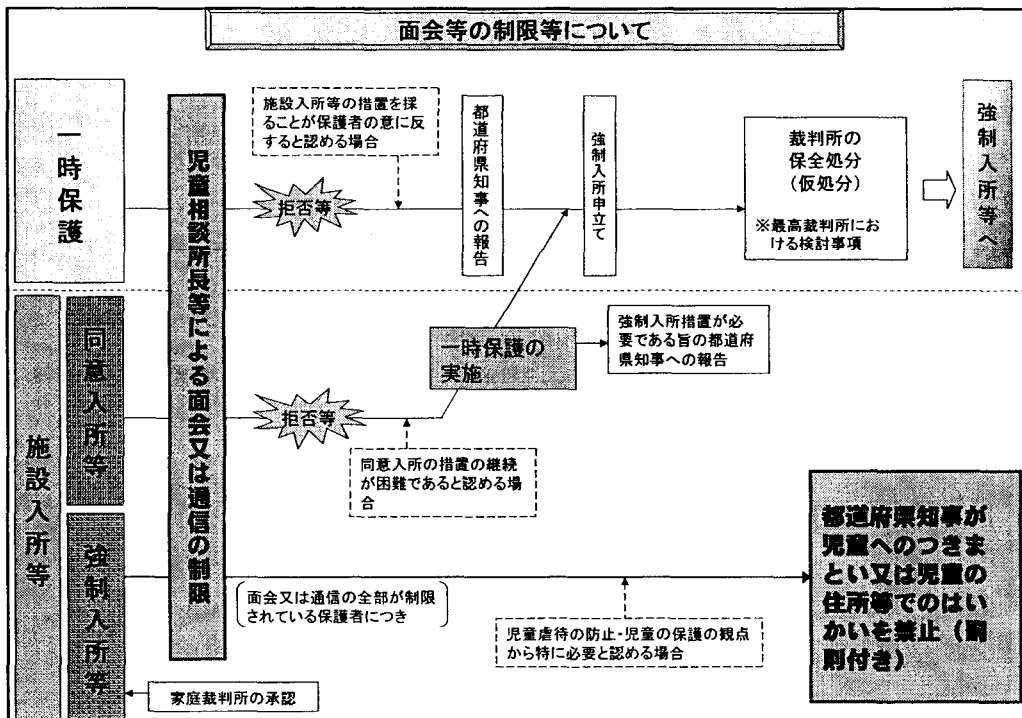 面会等の制限等について
一時保護
児童相談所長等による面会又は通信の制限
施設入所等の措置を採
ることが保護者の意に反
すると認める場合
拒否等
都道府県知事への報告
強制入所申立て
裁判所の
保全処分
(仮処分)
※最高裁判所にお
ける検討事項
強制入所等へ
施設入所等
同意入所等
拒否等
一時保護の
実施
強制入所措置が必
要である旨の都道府
県知事への報告
同意入所の措置の継続
が困難であると認める場
合
強制入所等
面会又は通信の全部が制限
されている保護者につき
児童虐待の防止・児童の保護の観点
から特に必要と認める場合
都道府県知事が
児童へのつきま
とい又は児童の
住所等でのはい
かいを禁止(罰
則付き)
家庭裁判所の承認